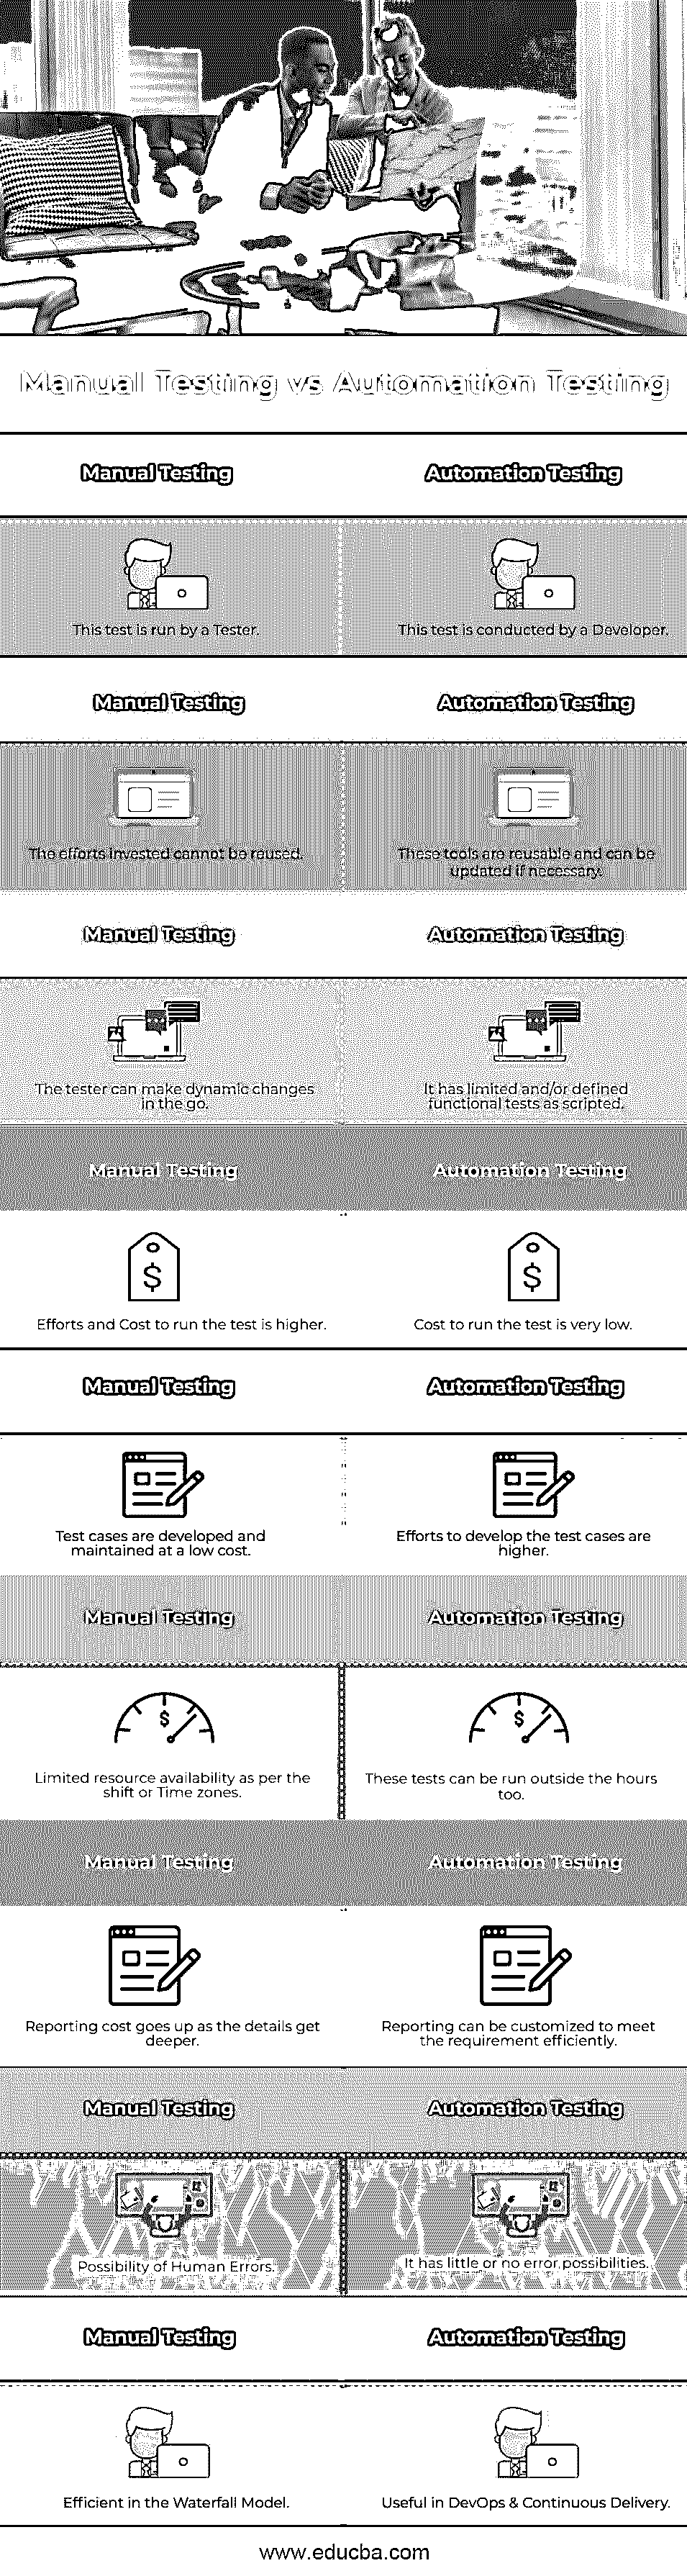 Manual Testing vs Automation Testing
Manual Testing
Automation Testing
This test is run by a Tester.
This test is conducted by a Developer.
Manual Testing
Automation Testing
The efforts invested cannot be reused.
These tools are reusable and can be
updated if necessary.
Manual Testing
Automation Testing
The tester can make dynamic changes
in the go.
It has limited and/or defined
functional tests as scripted.
Manual Testing
Automation Testing
$
$
Efforts and Cost to run the test is higher.
Cost to run the test is very low.
Manual Testing
Automation Testing
Test cases are developed and
maintained at a low cost.
Efforts to develop the test cases are
higher.
Manual Testing
Automation Testing
$
$
Limited resource availability as per the
shift or Time zones.
These tests can be run outside the hours
too.
Manual Testing
Automation Testing
Reporting cost goes up as the details get
deeper.
Reporting can be customized to meet
the requirement efficiently.
Manual Testing
Automation Testing
Possibility of Human Errors.
It has little or no error possibilities.
Manual Testing
Automation Testing
Efficient in the Waterfall Model.
Useful in DevOps & Continuous Delivery.
www.educba.com